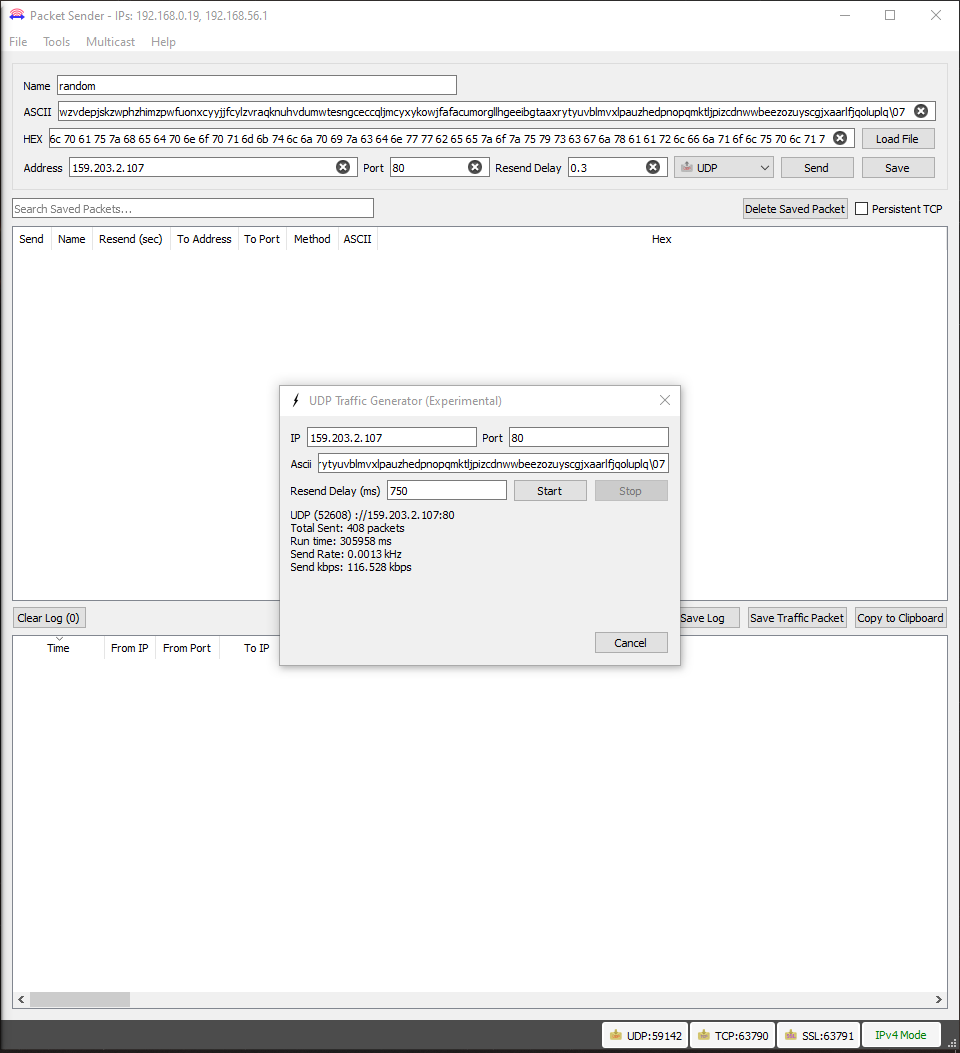 Packet Sender - IPs: 192.168.0.19, 192.168.56.1
File Tools Multicast Help
Name random
ASCII wzvdepjskzwphzhimzpwfuonxcyyjjfcylzvraqknuhvdumwtesngceccqljmcyxykowjfafacumorgllhgeeibgtaaxrytyuvblmvxlpauzhedpnopqmktljpizcdnwwbeezozuyscgjxaarlfjqoluplq\07
HEX 6c 70 61 75 7a 68 65 64 70 6e 6f 70 71 6d 6b 74 6c 6a 70 69 7a 63 64 6e 77 77 62 65 65 7a 6f 7a 75 79 73 63 67 6a 78 61 61 72 6c 66 6a 71 6f 6c 75 70 6c 71 7 Load File
Address 159.203.2.107 Port 80 Resend Delay 0.3 UDP Send Save
Search Saved Packets... Delete Saved Packet Persistent TCP
Send Name Resend (sec) To Address To Port Method ASCII Hex
UDP Traffic Generator (Experimental)
IP 159.203.2.107 Port 80
Ascii rytyuvblmvxlpauzhedpnopqmktljpizcdnwwbeezozuyscgjxaarlfjqoluplq\07
Resend Delay (ms) 750 Start Stop
UDP (52608) ://159.203.2.107:80
Total Sent: 408 packets
Run time: 305958 ms
Send Rate: 0.0013 kHz
Send kbps: 116.528 kbps
Cancel
Clear Log (0) Save Log Save Traffic Packet Copy to Clipboard
Time From IP From Port To IP
UDP:59142 TCP:63790 SSL:63791 IPv4 Mode